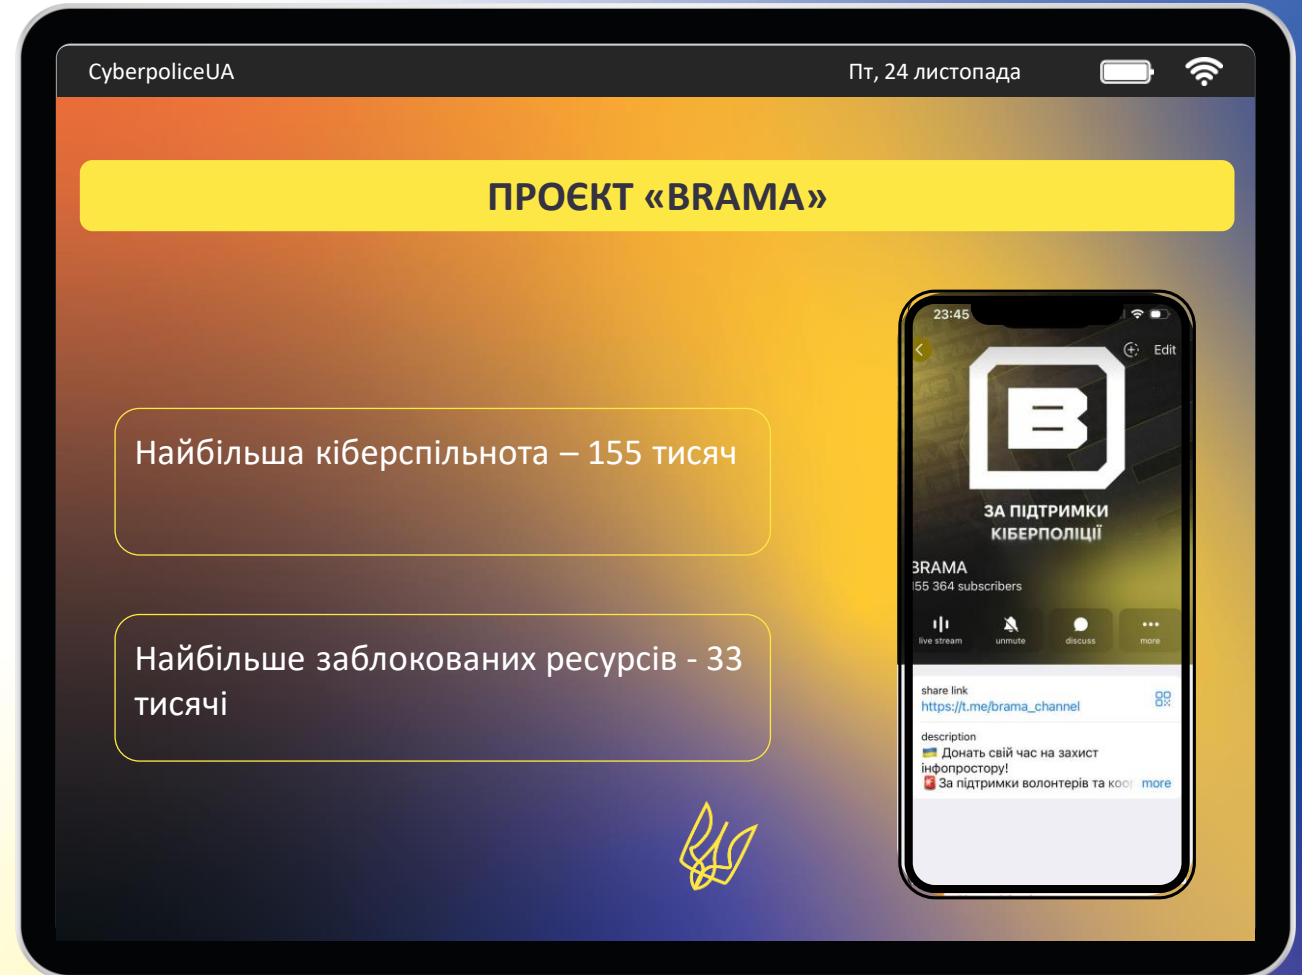 CyberpoliceUA
Пт, 24 листопада
ПРОЄКТ «BRAMA»
Найбільша кіберспільнота – 155 тисяч
Найбільше заблокованих ресурсів - 33
тисячі
23:45
Edit
B
ЗА ПІДТРИМКИ
КІБЕРПОЛІЦІЇ
BRAMA
155 364 subscribers
live stream
unmute
discuss
more
share link
https://t.me/brama_channel
description
🇺🇦 Донать свій час на захист
інфопростору!
🚨 За підтримки волонтерів та more